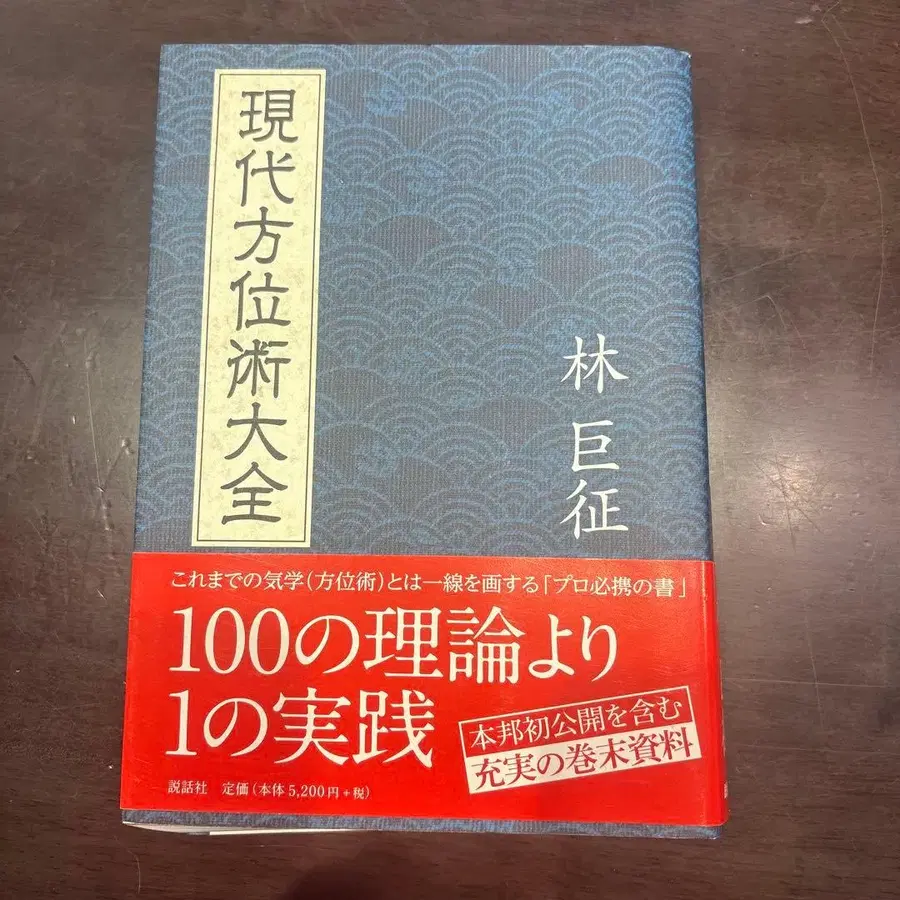 現代方位術大全
林 巨征
これまでの気学(方位術)とは一線を画する「プロ必携の書」
100の理論より
1の実践
本邦初公開を含む
充実の巻末資料
説話社 定価(本体5,200円+税)